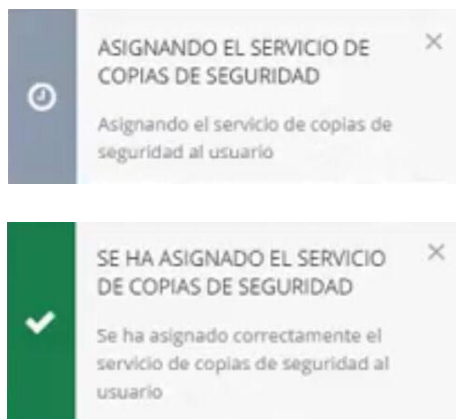 ASIGNANDO EL SERVICIO DE
COPIAS DE SEGURIDAD
Asignando el servicio de copias de
seguridad al usuario
SE HA ASIGNADO EL SERVICIO
DE COPIAS DE SEGURIDAD
Se ha asignado correctamente el
servicio de copias de seguridad al
usuario